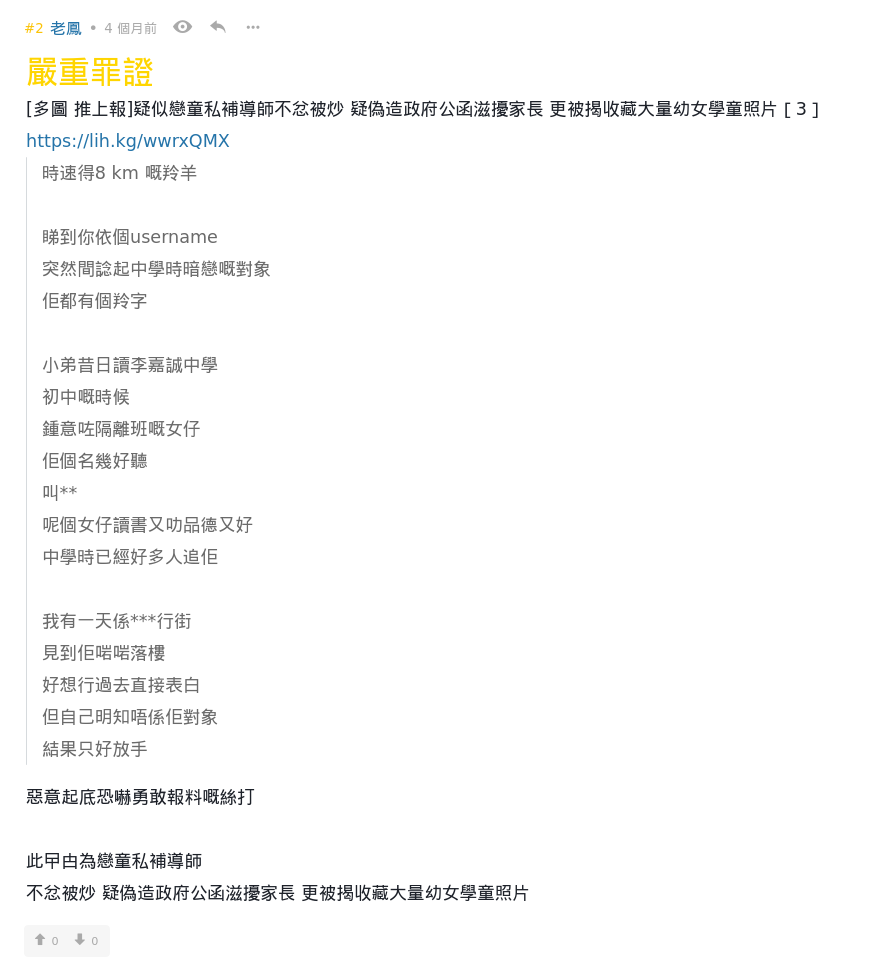 #2 老鳳 • 4 個月前
嚴重罪證
[多圖 推上報]疑似戀童私補導師不忿被炒 疑偽造政府公函滋擾家長 更被揭收藏大量幼女學童照片 [ 3 ]
https://lih.kg/wwrxQMX
時速得8 km 嘅羚羊
睇到你依個username
突然間諗起中學時暗戀嘅對象
佢都有個羚字
小弟昔日讀李嘉誠中學
初中嘅時候
鍾意咗隔離班嘅女仔
佢個名幾好聽
叫**
呢個女仔讀書又叻品德又好
中學時已經好多人追佢
我有一天係***行街
見到佢啱啱落樓
好想行過去直接表白
但自己明知唔係佢對象
結果只好放手
惡意起底恐嚇勇敢報料嘅絲打
此曱甴為戀童私補導師
不忿被炒 疑偽造政府公函滋擾家長 更被揭收藏大量幼女學童照片
0 0